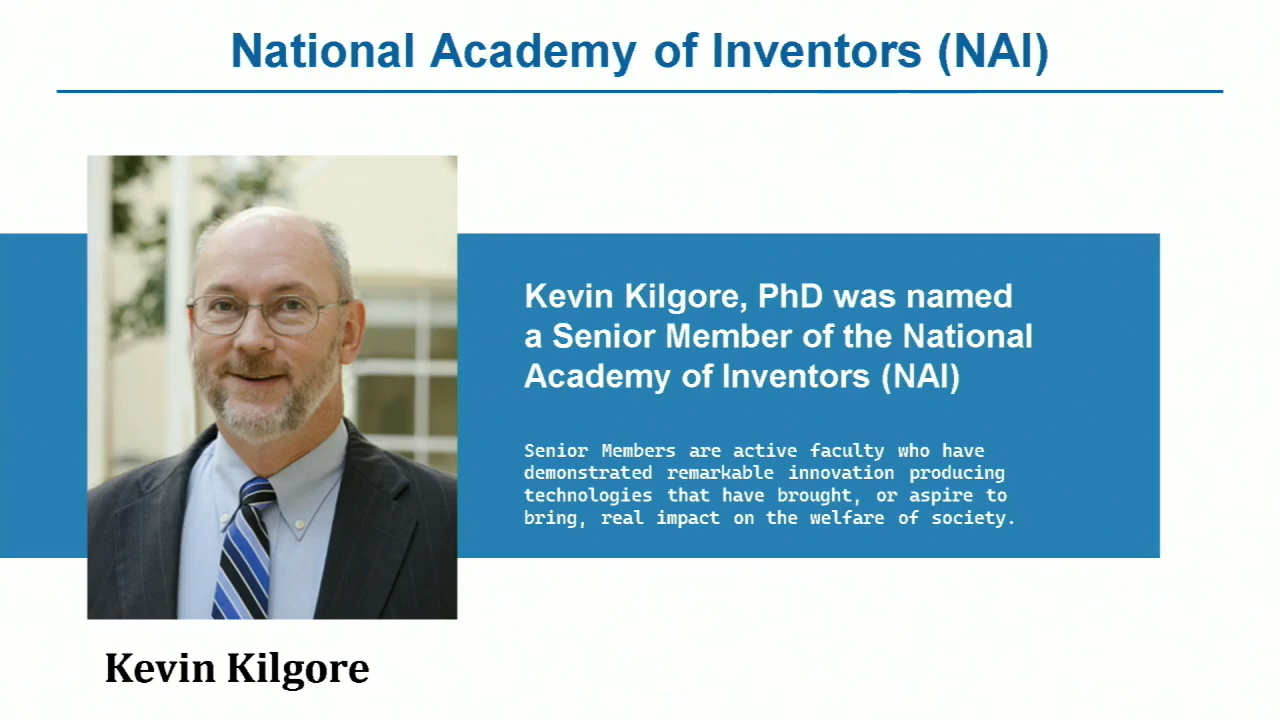 National Academy of Inventors (NAI)
Kevin Kilgore, PhD was named
a Senior Member of the National
Academy of Inventors (NAI)
Senior Members are active faculty who have
demonstrated remarkable innovation producing
technologies that have brought, or aspire to
bring, real impact on the welfare of society.
Kevin Kilgore